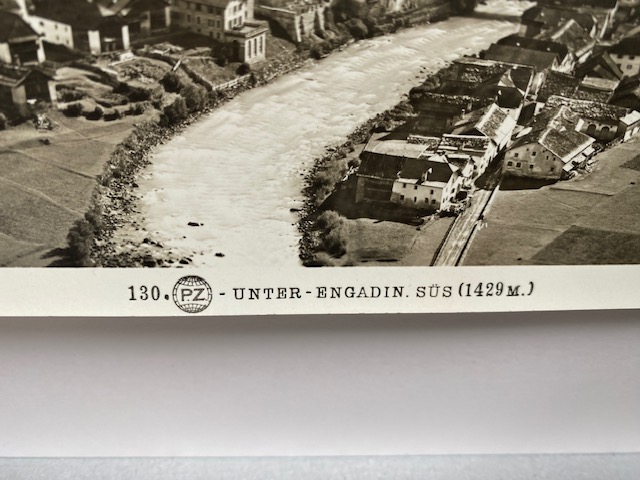 130. PZ - UNTER-ENGADIN. SÜS (1429 M.)